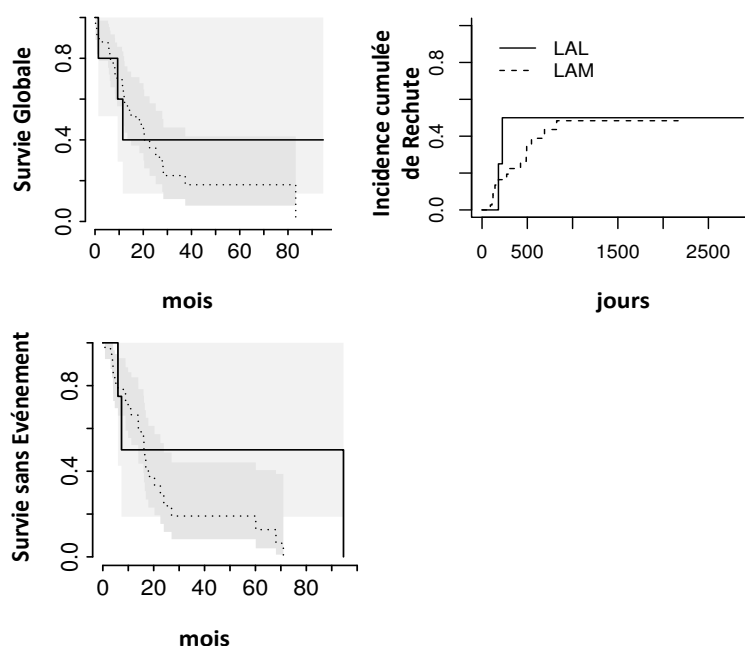 Survie Globale
0.0 0.4 0.8
0 20 40 60 80
mois
Incidence cumulée
de Rechute
0.0 0.4 0.8
LAL
LAM
0 500 1500 2500
jours
Survie sans Evénement
0.0 0.4 0.8
0 20 40 60 80
mois